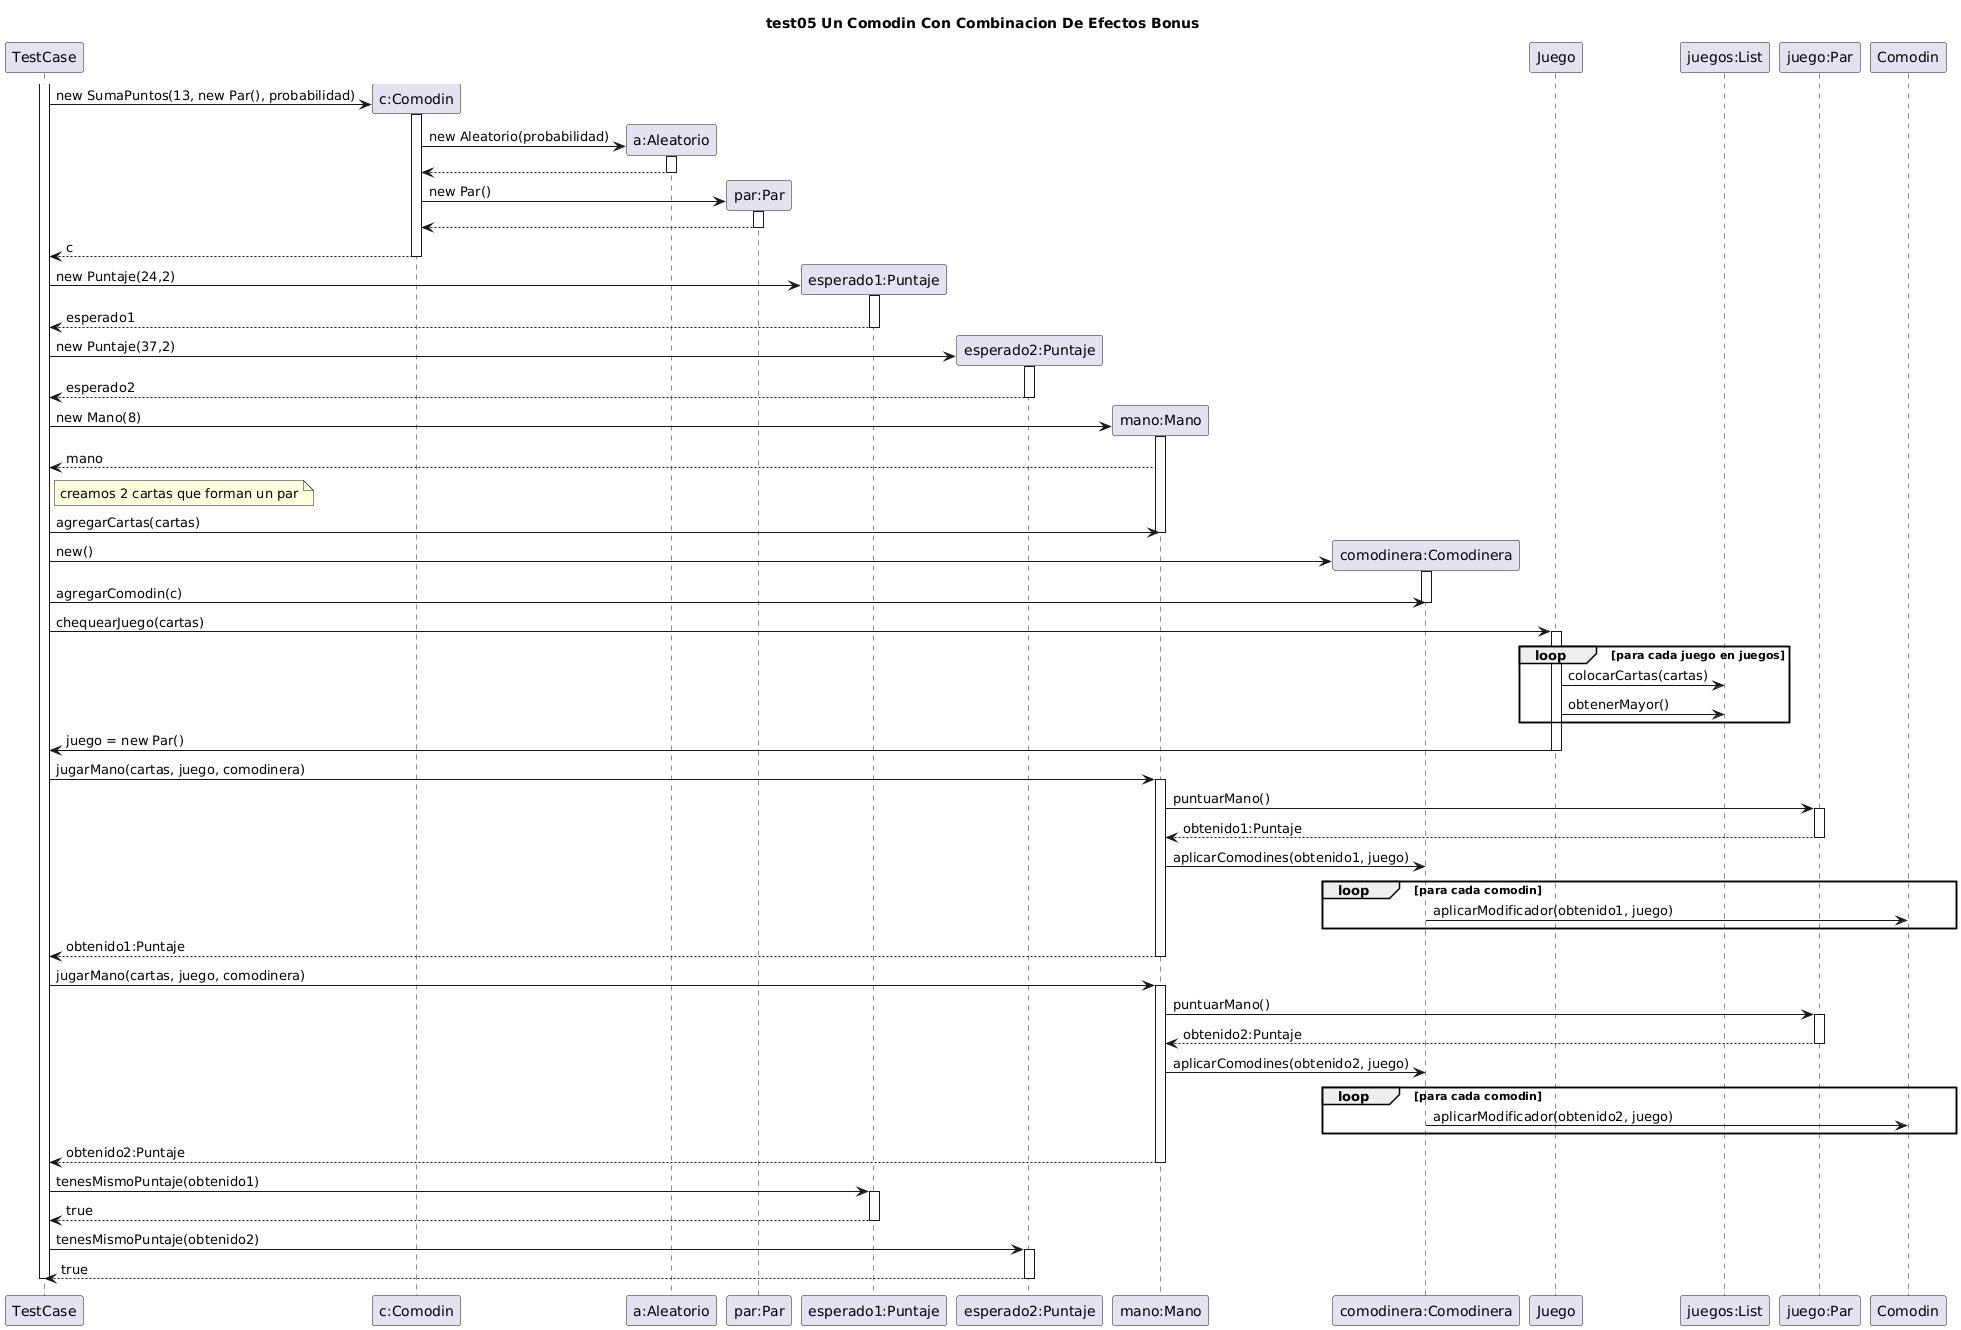 test05 Un Comodin Con Combinacion De Efectos Bonus
TestCase
Juego
juegos:List
juego:Par
Comodin
new SumaPuntos(13, new Par(), probabilidad)
c:Comodin
new Aleatorio(probabilidad)
a:Aleatorio
new Par()
par:Par
c
new Puntaje(24,2)
esperado1:Puntaje
esperado1
new Puntaje(37,2)
esperado2:Puntaje
esperado2
new Mano(8)
mano:Mano
mano
creamos 2 cartas que forman un par
agregarCartas(cartas)
new()
comodinera:Comodinera
agregarComodin(c)
chequearJuego(cartas)
loop
[para cada juego en juegos]
colocarCartas(cartas)
obtenerMayor()
juego = new Par()
jugarMano(cartas, juego, comodinera)
puntuarMano()
obtenido1:Puntaje
aplicarComodines(obtenido1, juego)
loop
[para cada comodin]
aplicarModificador(obtenido1, juego)
obtenido1:Puntaje
jugarMano(cartas, juego, comodinera)
puntuarMano()
obtenido2:Puntaje
aplicarComodines(obtenido2, juego)
loop
[para cada comodin]
aplicarModificador(obtenido2, juego)
obtenido2:Puntaje
tenesMismoPuntaje(obtenido1)
true
tenesMismoPuntaje(obtenido2)
true
TestCase
c:Comodin
a:Aleatorio
par:Par
esperado1:Puntaje
esperado2:Puntaje
mano:Mano
comodinera:Comodinera
Juego
juegos:List
juego:Par
Comodin